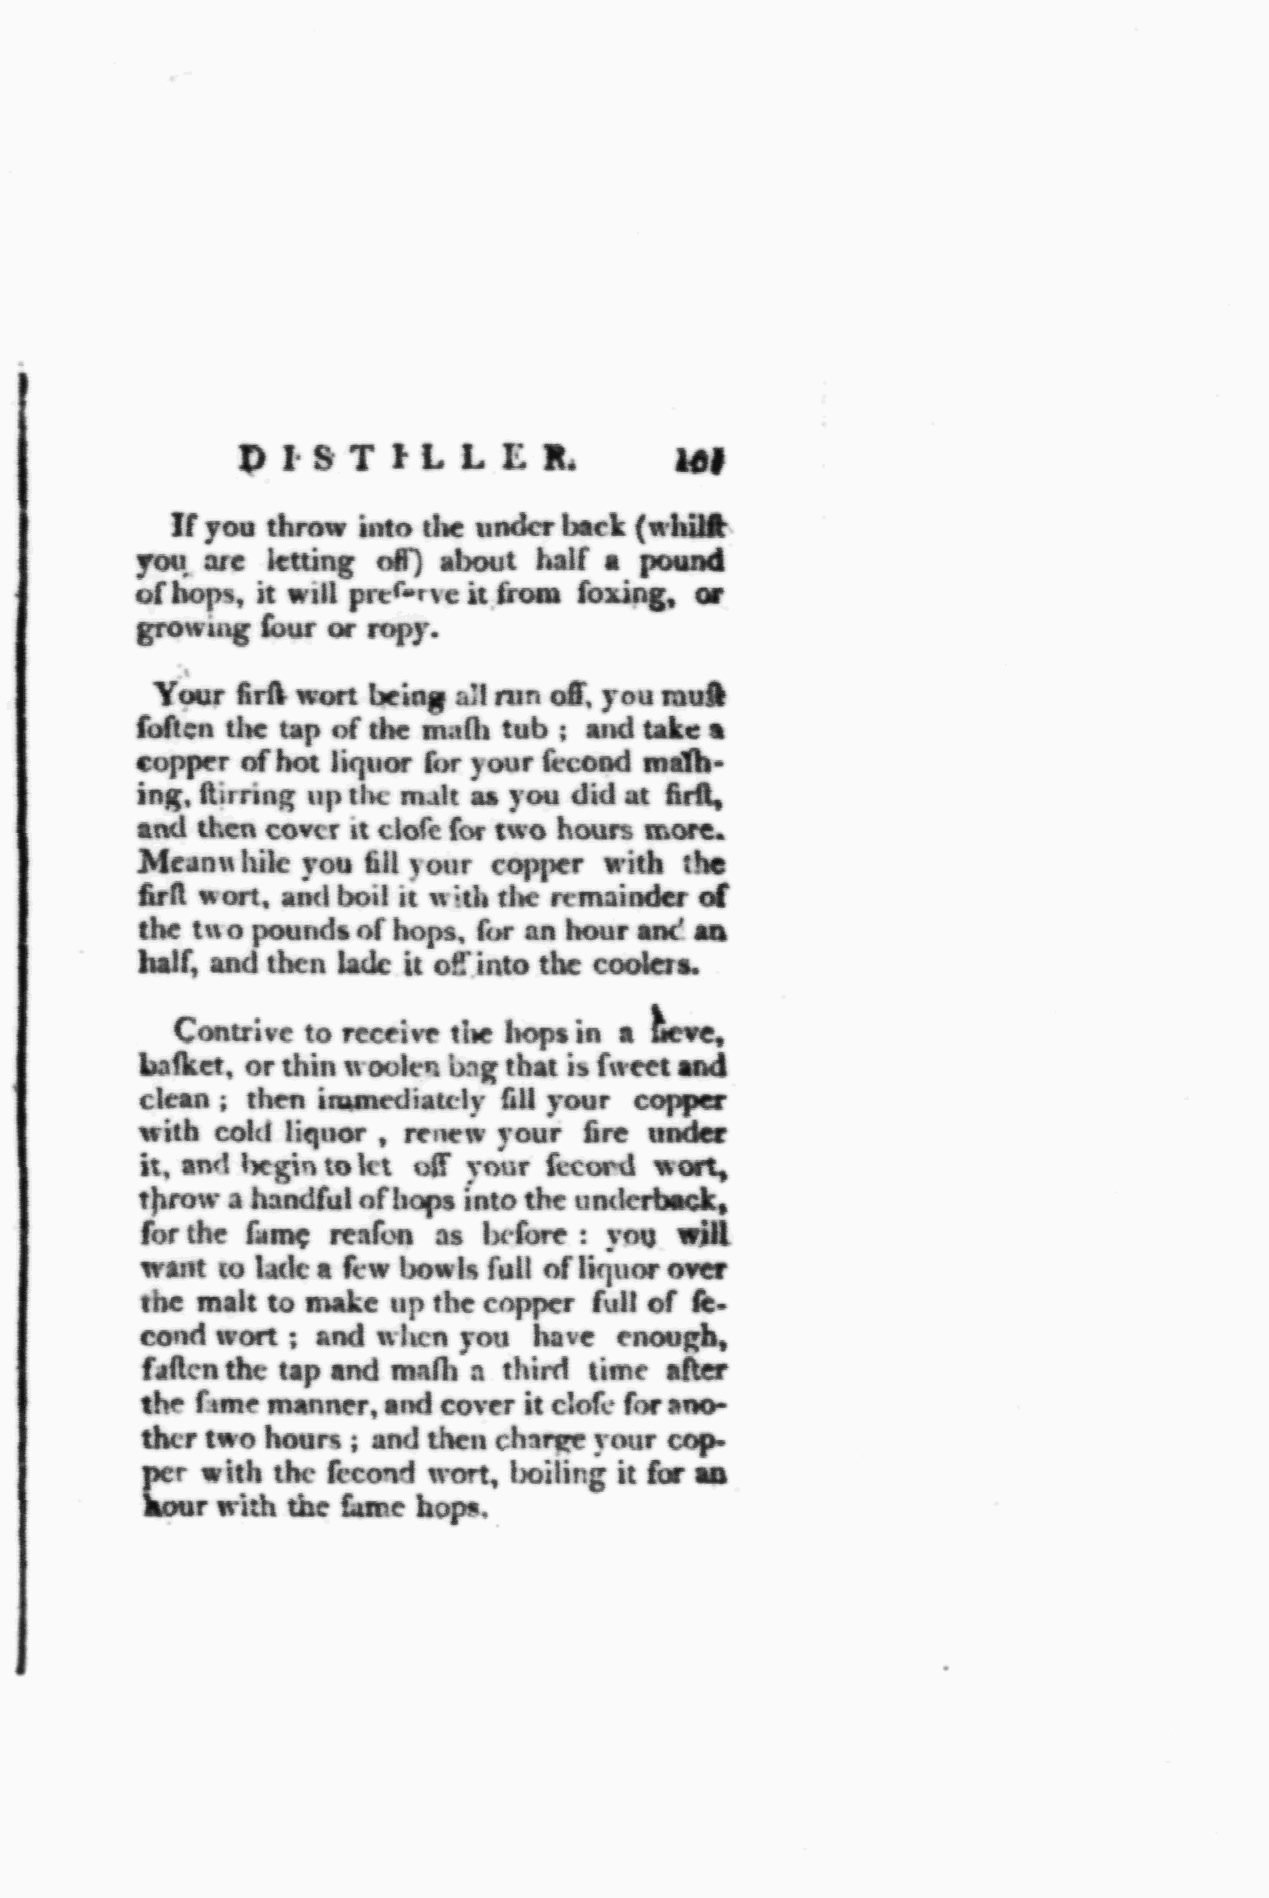 DISTILLER. 101
If you throw into the under back (whilſt
you are letting off) about half a pound
of hops, it will preſerve it from foxing, or
growing ſour or ropy.
Your firſt wort being all run off, you muſt
ſoften the tap of the maſh tub ; and take a
copper of hot liquor for your ſecond maſh-
ing, ſtirring up the malt as you did at firſt,
and then cover it cloſe for two hours more.
Meanwhile you fill your copper with the
firſt wort, and boil it with the remainder of
the two pounds of hops, for an hour and an
half, and then lade it off into the coolers.
Contrive to receive the hops in a ſieve,
baſket, or thin woolen bag that is ſweet and
clean ; then immediately fill your copper
with cold liquor , renew your fire under
it, and begin to let off your ſecord wort,
throw a handful of hops into the underback,
for the ſame reaſon as before : you will
want to lade a few bowls full of liquor over
the malt to make up the copper full of ſe-
cond wort ; and when you have enough,
faſten the tap and maſh a third time after
the ſame manner, and cover it cloſe for ano-
ther two hours ; and then charge your cop-
per with the ſecond wort, boiling it for an
hour with the ſame hops.